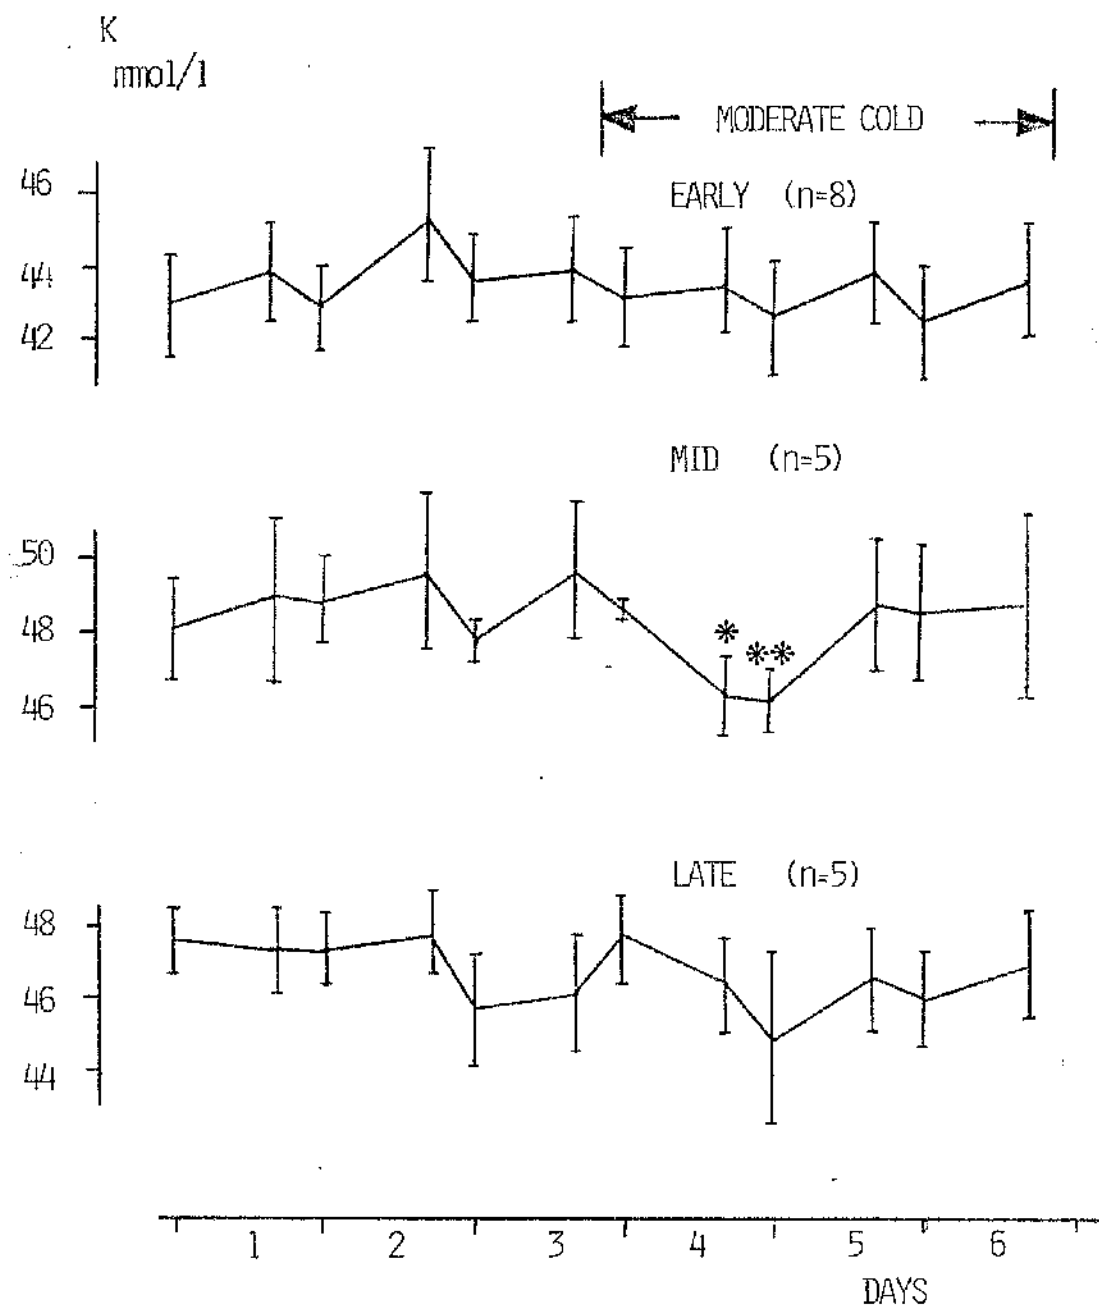 K
mmol/l
MODERATE COLD
EARLY (n=8)
46
44
42
MID (n=5)
50
48
46
* **
LATE (n=5)
48
46
44
1 2 3 4 5 6
DAYS